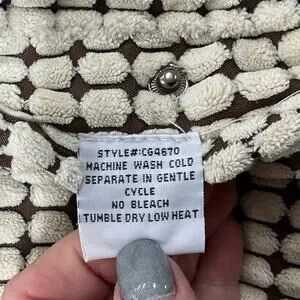 STYLE#:CG4670
MACHINE WASH COLD
SEPARATE IN GENTLE
CYCLE
NO BLEACH
TUMBLE DRY LOW HEAT